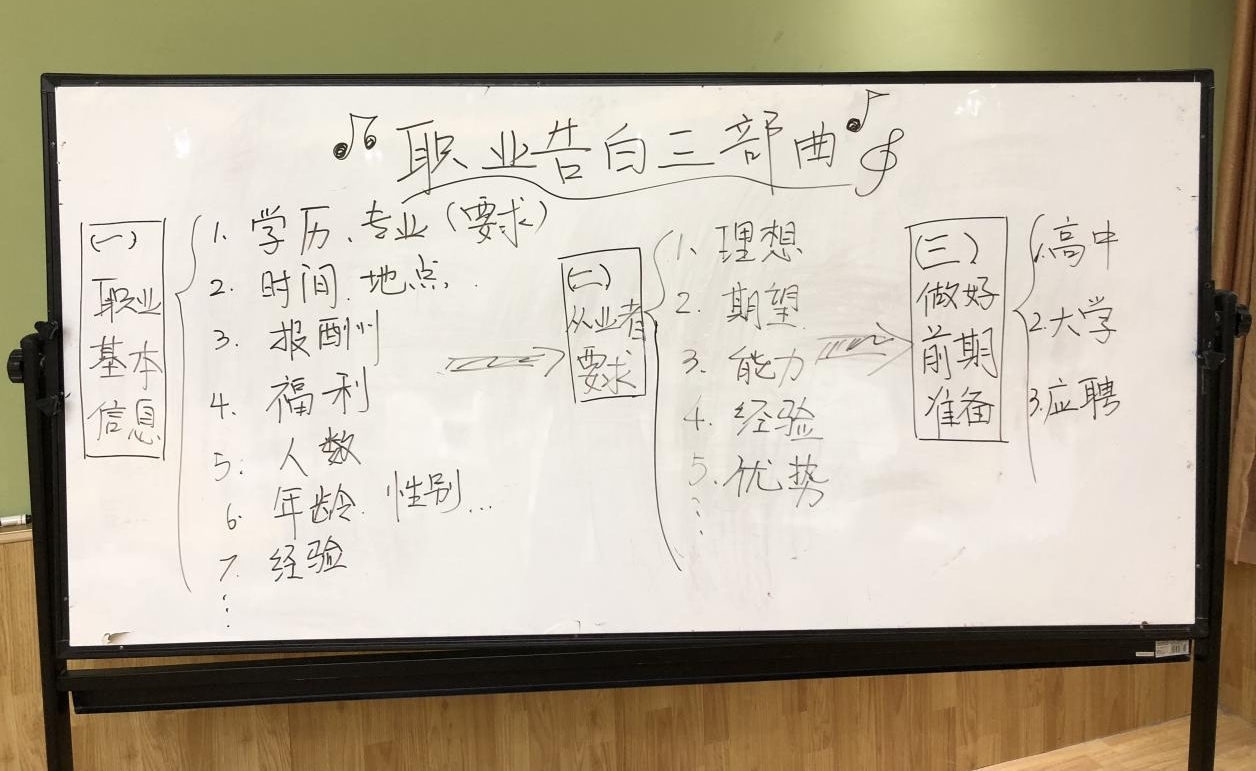 职业告白三部曲
(一)
职业
基本
信息
1. 学历、专业(要求)
2. 时间、地点.
3. 报酬
4. 福利
5. 人数
6. 年龄、性别...
7. 经验
⋮
(二)
从业者
要求
1. 理想
2. 期望
3. 能力
4. 经验
5. 优势
⋮
(三)
做好
前期
准备
1.高中
2.大学
3.应聘